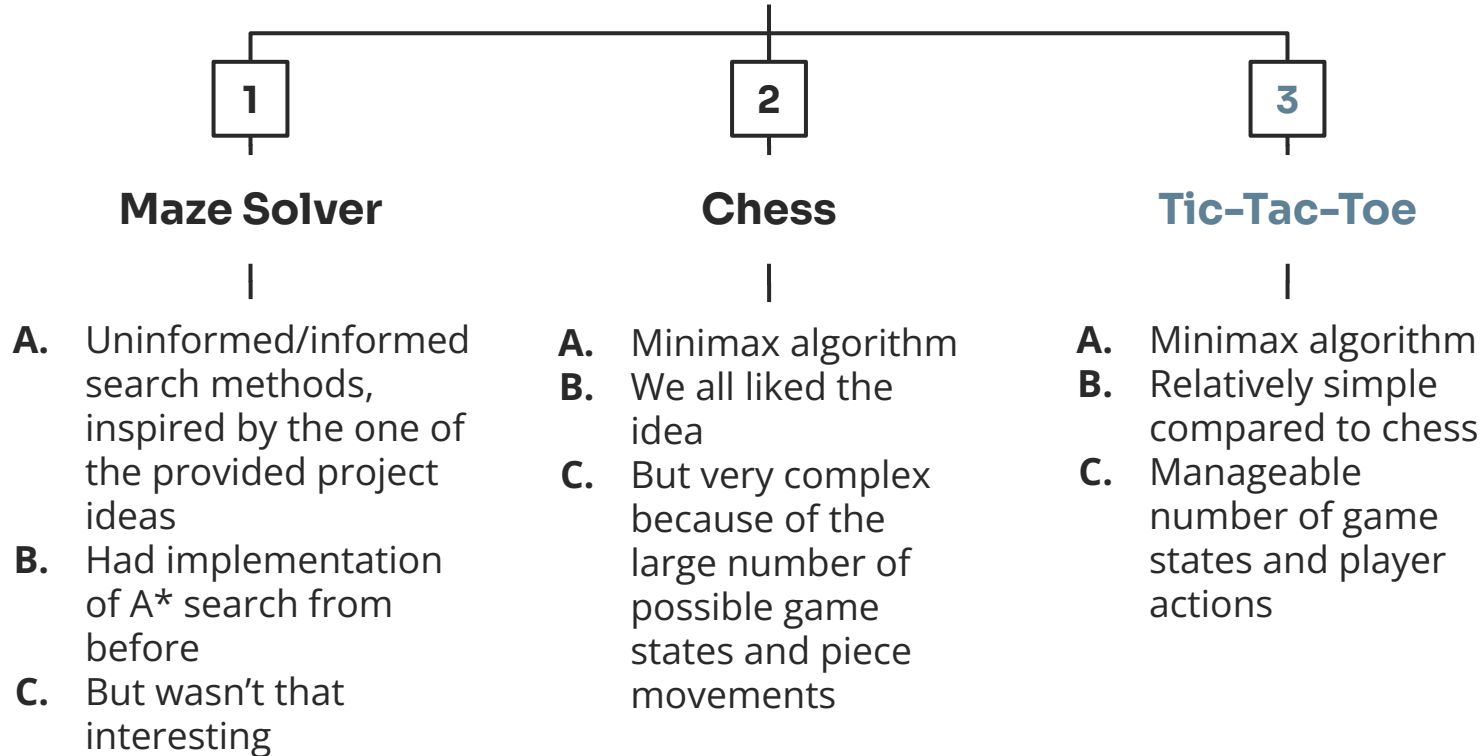 1
Maze Solver
A. Uninformed/informed
search methods,
inspired by the one of
the provided project
ideas
B. Had implementation
of A* search from
before
C. But wasn’t that
interesting
2
Chess
A. Minimax algorithm
B. We all liked the
idea
C. But very complex
because of the
large number of
possible game
states and piece
movements
3
Tic-Tac-Toe
A. Minimax algorithm
B. Relatively simple
compared to chess
C. Manageable
number of game
states and player
actions